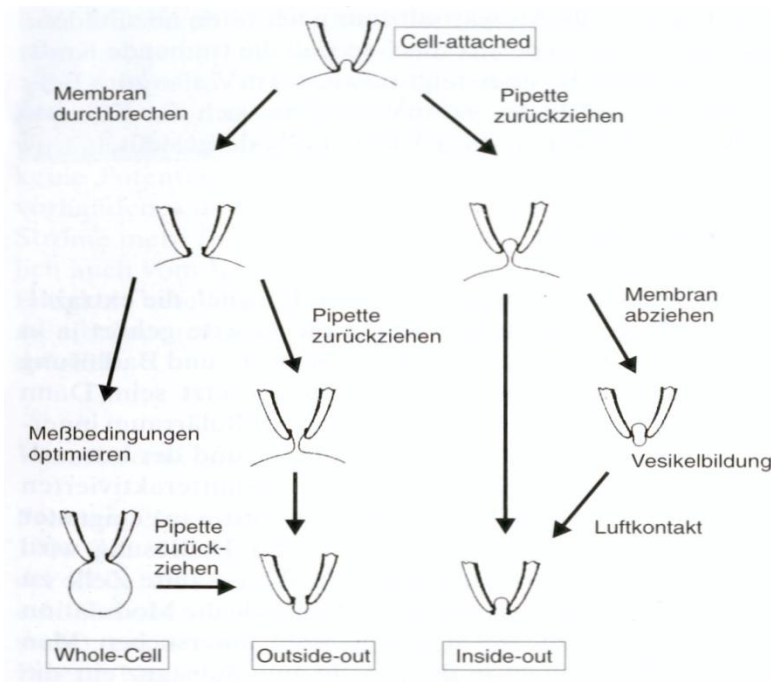 Cell-attached
Membran
durchbrechen
Pipette
zurückziehen
Pipette
zurückziehen
Membran
abziehen
Meßbedingungen
optimieren
Vesikelbildung
Luftkontakt
Pipette
zurück-
ziehen
Whole-Cell
Outside-out
Inside-out